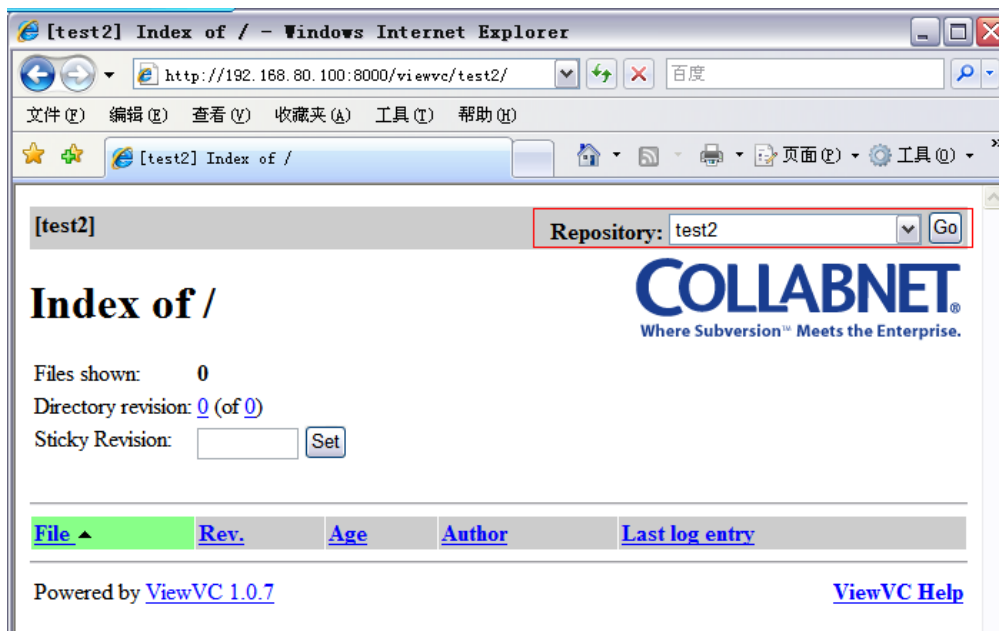 [test2] Index of / - Windows Internet Explorer
http://192.168.80.100:8000/viewvc/test2/
百度
文件(F) 编辑(E) 查看(V) 收藏夹(A) 工具(T) 帮助(H)
[test2] Index of /
页面(P) 工具(O) »
[test2]
Repository: test2 Go
Index of /
COLLABNET®
Where Subversion™ Meets the Enterprise.
Files shown: 0
Directory revision: 0 (of 0)
Sticky Revision: Set
File Rev. Age Author Last log entry
Powered by ViewVC 1.0.7 ViewVC Help